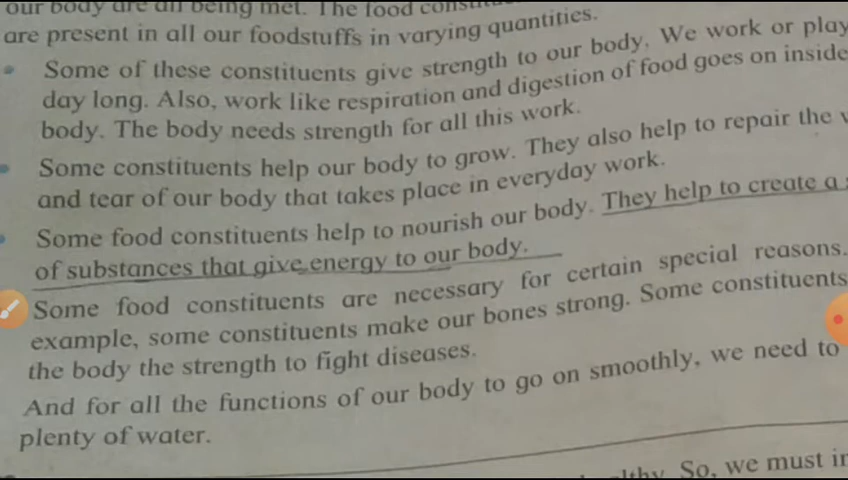 our body are all being met. The food
are present in all our foodstuffs in varying quantities.
Some of these constituents give strength to our body. We work or play
day long. Also, work like respiration and digestion of food goes on inside
body. The body needs strength for all this work.
Some constituents help our body to grow. They also help to repair the
and tear of our body that takes place in everyday work.
Some food constituents help to nourish our body. They help to create a
of substances that give energy to our body.
Some food constituents are necessary for certain special reasons.
example, some constituents make our bones strong. Some constituents
the body the strength to fight diseases.
And for all the functions of our body to go on smoothly, we need to
plenty of water.
So, we must